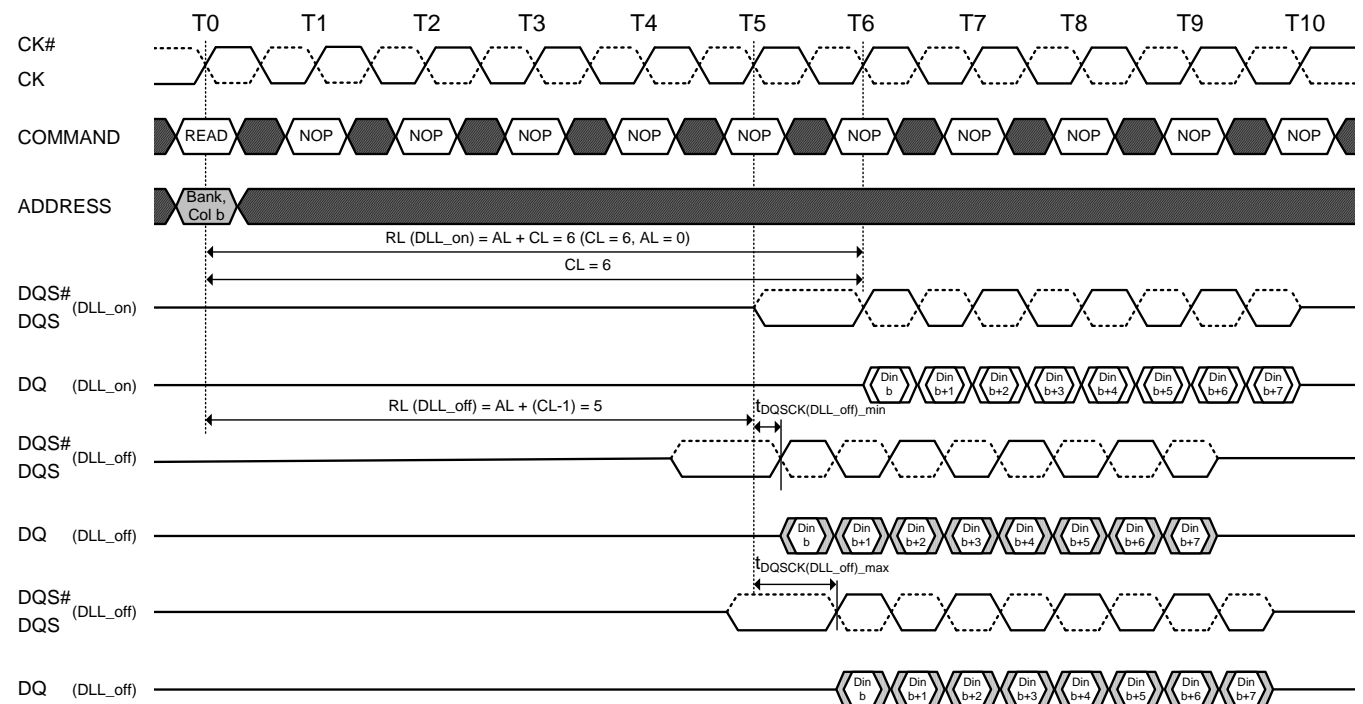 T0 T1 T2 T3 T4 T5 T6 T7 T8 T9 T10
CK#
CK
COMMAND READ NOP NOP NOP NOP NOP NOP NOP NOP NOP NOP
ADDRESS Bank, Col b
RL (DLL_on) = AL + CL = 6 (CL = 6, AL = 0)
CL = 6
DQS# (DLL_on)
DQS
DQ (DLL_on) Din b Din b+1 Din b+2 Din b+3 Din b+4 Din b+5 Din b+6 Din b+7
RL (DLL_off) = AL + (CL-1) = 5 tDQSCK(DLL_off)_min
DQS# (DLL_off)
DQS
DQ (DLL_off) Din b Din b+1 Din b+2 Din b+3 Din b+4 Din b+5 Din b+6 Din b+7
tDQSCK(DLL_off)_max
DQS# (DLL_off)
DQS
DQ (DLL_off) Din b Din b+1 Din b+2 Din b+3 Din b+4 Din b+5 Din b+6 Din b+7